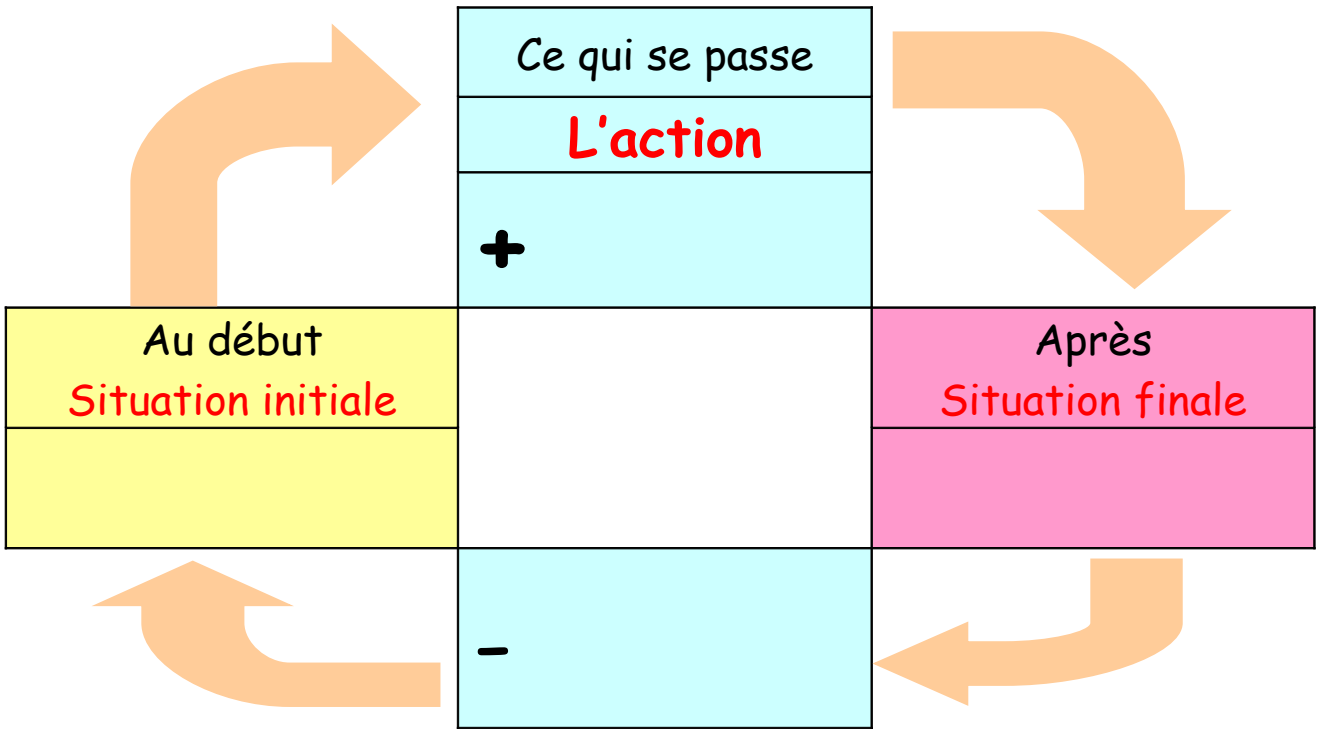 Ce qui se passe
L'action
+
Au début
Situation initiale
Après
Situation finale
-